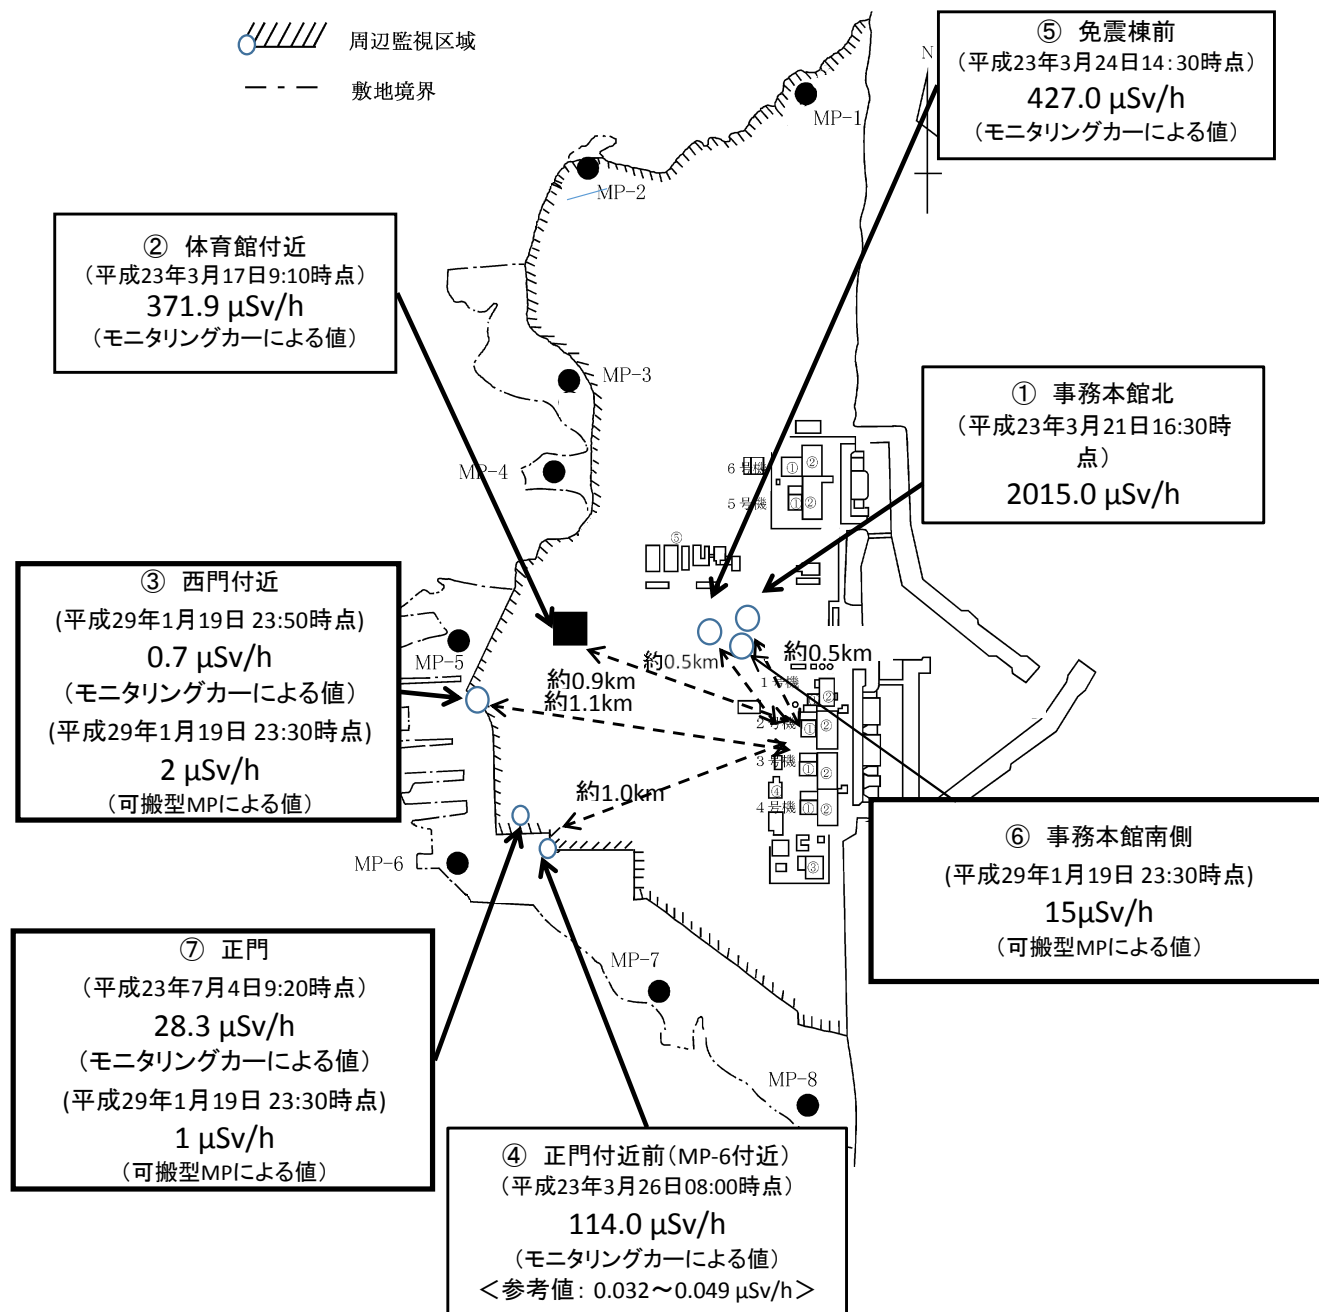 周辺監視区域
敷地境界
⑤ 免震棟前
(平成23年3月24日14:30時点)
427.0 μSv/h
(モニタリングカーによる値)
N
MP-1
MP-2
② 体育館付近
(平成23年3月17日9:10時点)
371.9 μSv/h
(モニタリングカーによる値)
MP-3
① 事務本館北
(平成23年3月21日16:30時
点)
2015.0 μSv/h
MP-4
6号機
① ②
5号機
① ②
⑤
③ 西門付近
(平成29年1月19日 23:50時点)
0.7 μSv/h
(モニタリングカーによる値)
(平成29年1月19日 23:30時点)
2 μSv/h
(可搬型MPによる値)
MP-5
約0.5km
約0.5km
約0.9km
約1.1km
1号機
②
2号機
① ②
3号機
① ②
④
4号機
① ②
③
約1.0km
MP-6
⑥ 事務本館南側
(平成29年1月19日 23:30時点)
15μSv/h
(可搬型MPによる値)
⑦ 正門
(平成23年7月4日9:20時点)
28.3 μSv/h
(モニタリングカーによる値)
(平成29年1月19日 23:30時点)
1 μSv/h
(可搬型MPによる値)
MP-7
MP-8
④ 正門付近前(MP-6付近)
(平成23年3月26日08:00時点)
114.0 μSv/h
(モニタリングカーによる値)
<参考値: 0.032～0.049 μSv/h>